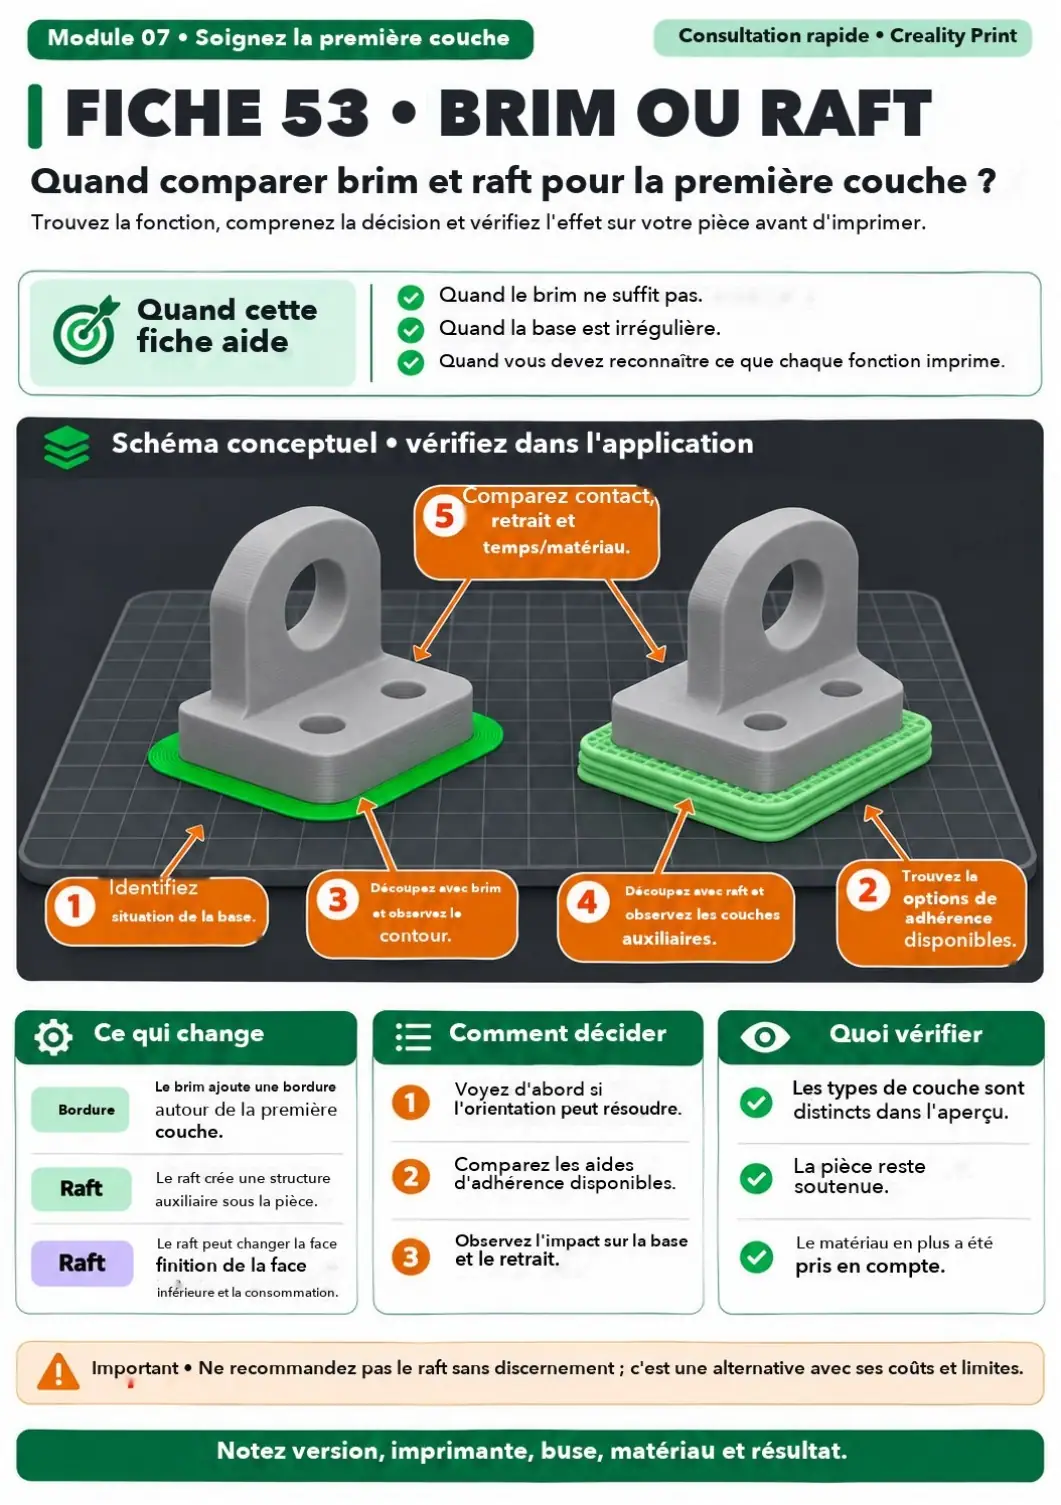 Module 07 • Soignez la première couche
Consultation rapide • Creality Print
FICHE 53 • BRIM OU RAFT
Quand comparer brim et raft pour la première couche ?
Trouvez la fonction, comprenez la décision et vérifiez l'effet sur votre pièce avant d'imprimer.
Quand cette
fiche aide
Quand le brim ne suffit pas.
Quand la base est irrégulière.
Quand vous devez reconnaître ce que chaque fonction imprime.
Schéma conceptuel • vérifiez dans l'application
5
Comparez contact,
retrait et
temps/matériau.
1
Identifiez
situation de la base.
3
Découpez avec brim
et observez le
contour.
4
Découpez avec raft et
observez les couches
auxiliaires.
2
Trouvez la
options de
adhérence
disponibles.
Ce qui change
Bordure
Le brim ajoute une bordure
autour de la première
couche.
Raft
Le raft crée une structure
auxiliaire sous la pièce.
Raft
Le raft peut changer la face
finition de la face
inférieure et la consommation.
Comment décider
1
Voyez d'abord si
l'orientation peut résoudre.
2
Comparez les aides
d'adhérence disponibles.
3
Observez l'impact sur la base
et le retrait.
Quoi vérifier
Les types de couche sont
distincts dans l'aperçu.
La pièce reste
soutenue.
Le matériau en plus a été
pris en compte.
Important • Ne recommandez pas le raft sans discernement ; c'est une alternative avec ses coûts et limites.
Notez version, imprimante, buse, matériau et résultat.